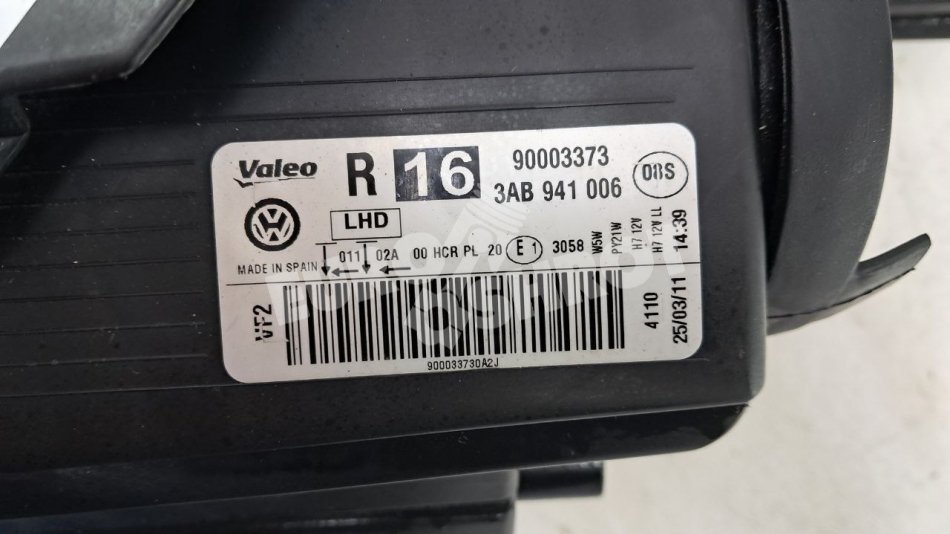 Valeo R 16 90003373 08S
LHD 3AB 941 006
MADE IN SPAIN 011 02A 00 HCR PL 20 E 1 3058
W5W
PY21W
H7 12V
H7 12V LL
14:39
VF2
4110
25/03/11
900033730A2J